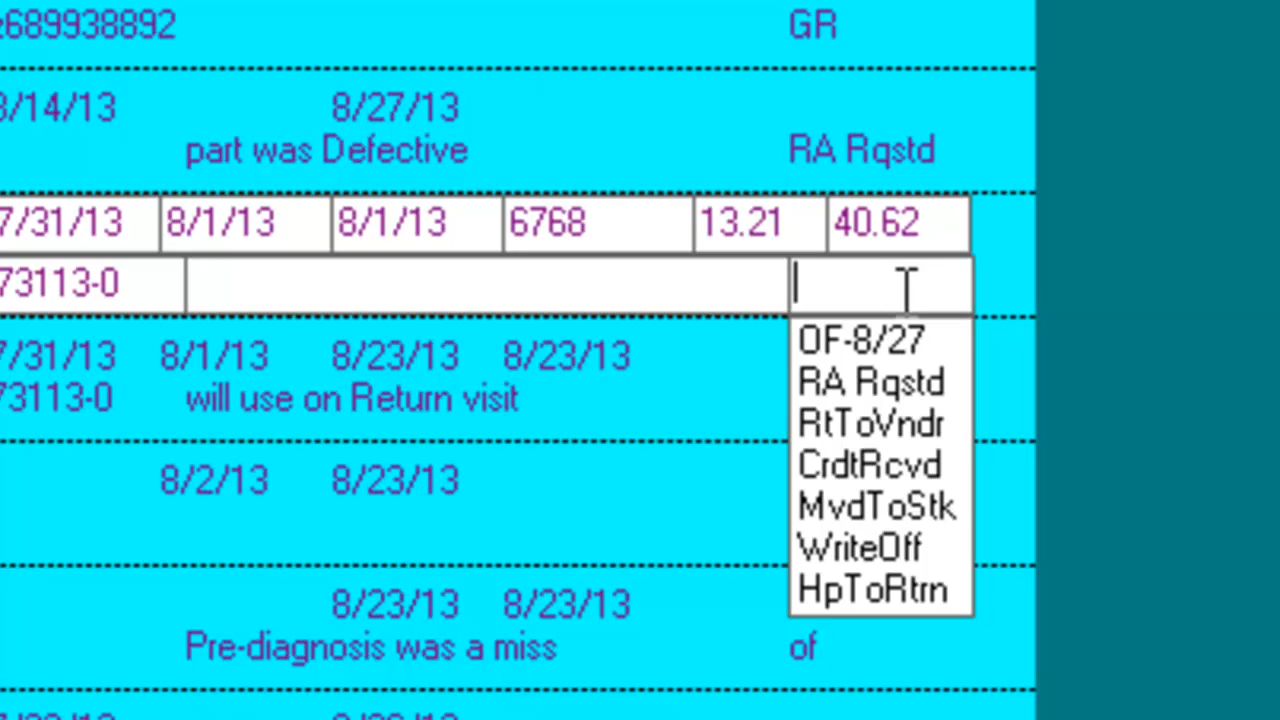 z689938892 GR
8/14/13 8/27/13
part was Defective RA Rqstd
7/31/13 8/1/13 8/1/13 6768 13.21 40.62
73113-0
OF-8/27
RA Rqstd
RtToVndr
CrdtRcvd
MvdToStk
WriteOff
HpToRtrn
7/31/13 8/1/13 8/23/13 8/23/13
73113-0 will use on Return visit
8/2/13 8/23/13
8/23/13 8/23/13
Pre-diagnosis was a miss of